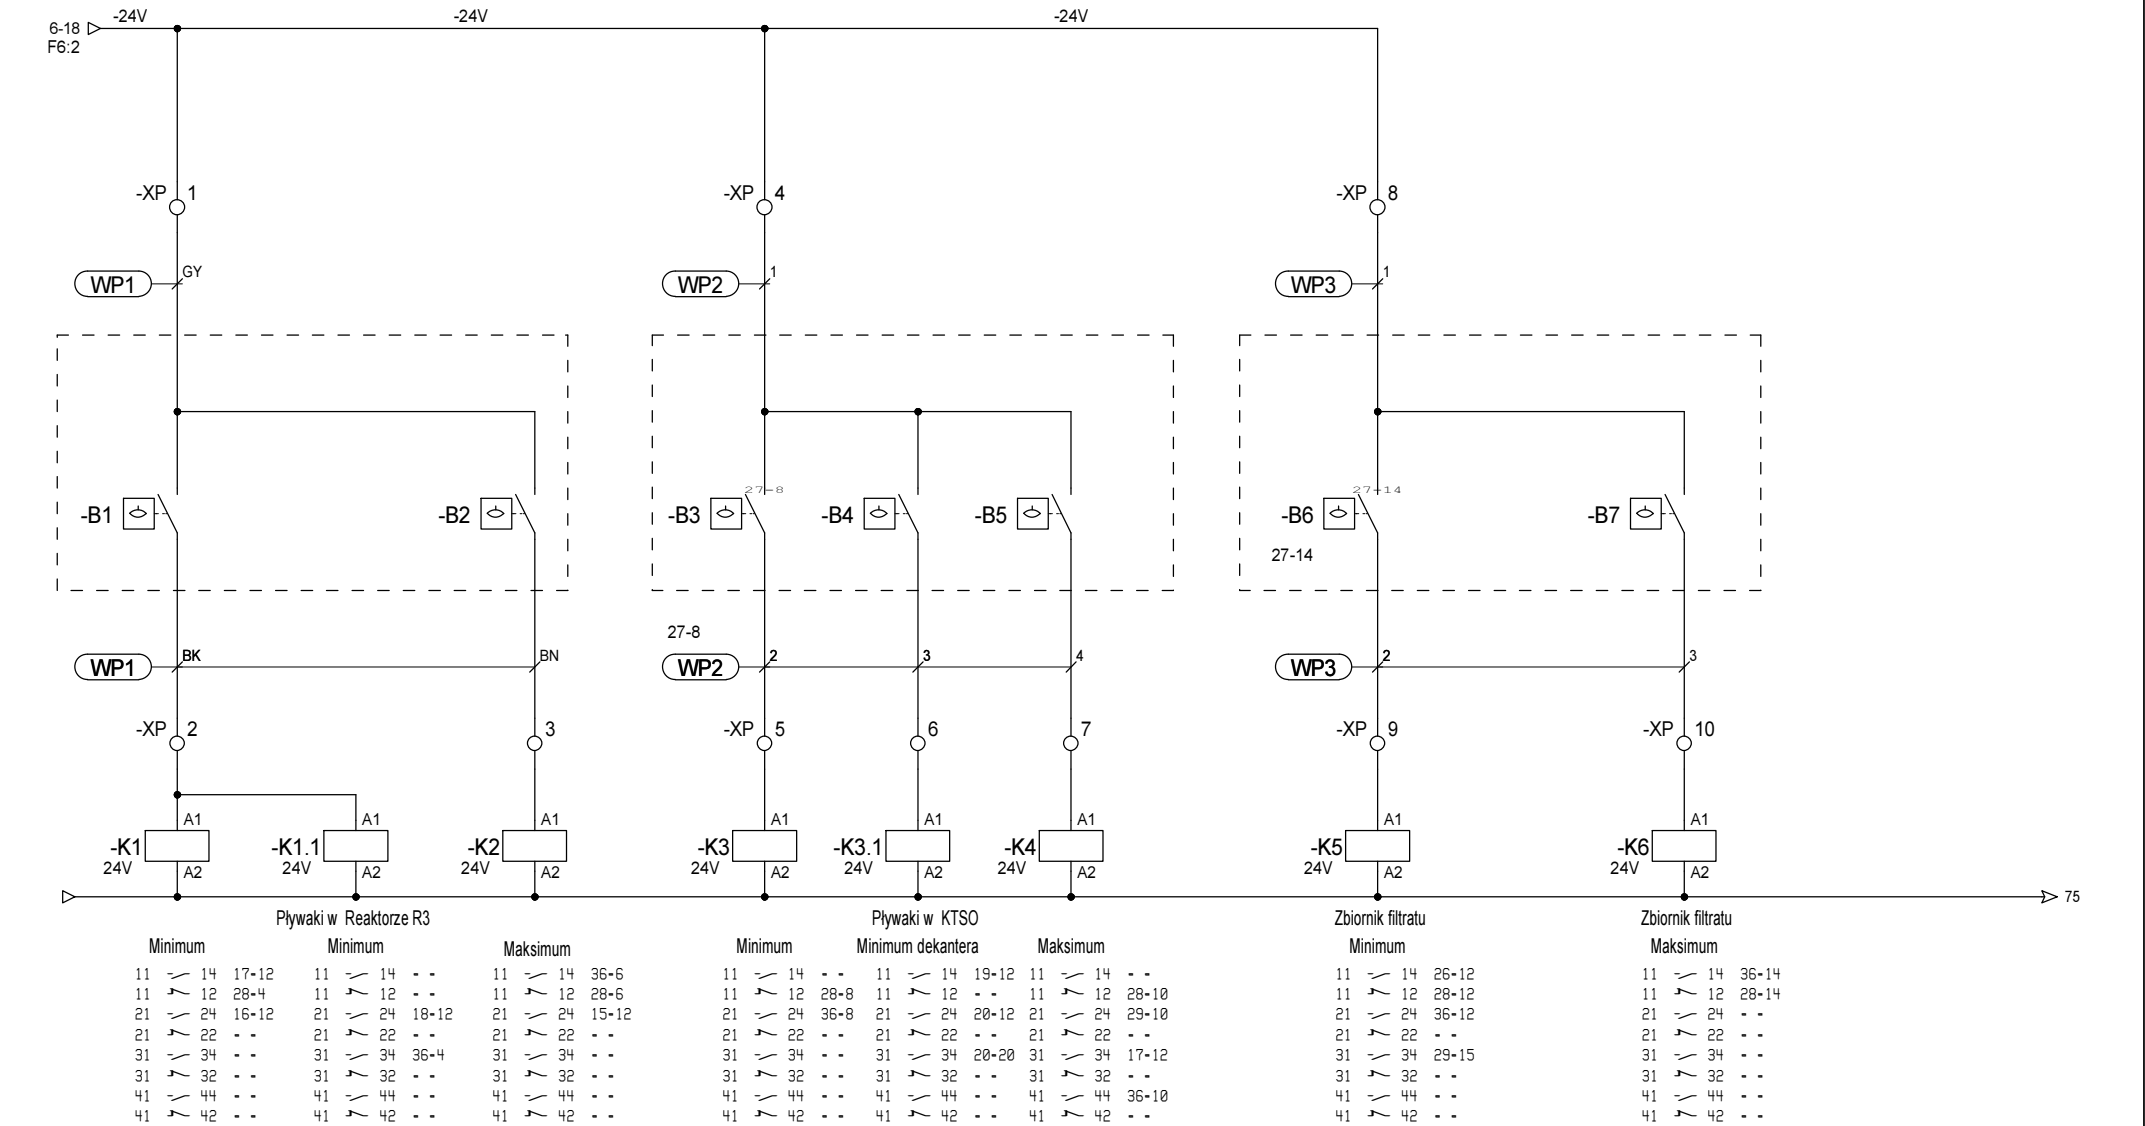 -24V -24V -24V
6-18
F6:2
-XP 1 -XP 4 -XP 8
WP1 GY WP2 1 WP3 1
27-8 27-14
-B1 -B2 -B3 -B4 -B5 -B6 -B7
27-14
27-8
WP1 BK BN WP2 2 3 4 WP3 2 3
-XP 2 3 -XP 5 6 7 -XP 9 -XP 10
A1 A1 A1 A1 A1 A1 A1 A1
-K1 -K1.1 -K2 -K3 -K3.1 -K4 -K5 -K6
24V 24V 24V 24V 24V 24V 24V 24V
A2 A2 A2 A2 A2 A2 A2 A2
75
Pływaki w Reaktorze R3 Pływaki w KTSO Zbiornik filtratu Zbiornik filtratu
Minimum Minimum Maksimum Minimum Minimum dekantera Maksimum Minimum Maksimum
11 14 17-12 11 14 - - 11 14 36-6 11 14 - - 11 14 19-12 11 14 - - 11 14 26-12 11 14 36-14
11 12 28-4 11 12 - - 11 12 28-6 11 12 28-8 11 12 - - 11 12 28-10 11 12 28-12 11 12 28-14
21 24 16-12 21 24 18-12 21 24 15-12 21 24 36-8 21 24 20-12 21 24 29-10 21 24 36-12 21 24 - -
21 22 - - 21 22 - - 21 22 - - 21 22 - - 21 22 - - 21 22 - - 21 22 - - 21 22 - -
31 34 - - 31 34 36-4 31 34 - - 31 34 - - 31 34 20-20 31 34 17-12 31 34 29-15 31 34 - -
31 32 - - 31 32 - - 31 32 - - 31 32 - - 31 32 - - 31 32 - - 31 32 - - 31 32 - -
41 44 - - 41 44 - - 41 44 - - 41 44 - - 41 44 - - 41 44 36-10 41 44 - - 41 44 - -
41 42 - - 41 42 - - 41 42 - - 41 42 - - 41 42 - - 41 42 - - 41 42 - - 41 42 - -